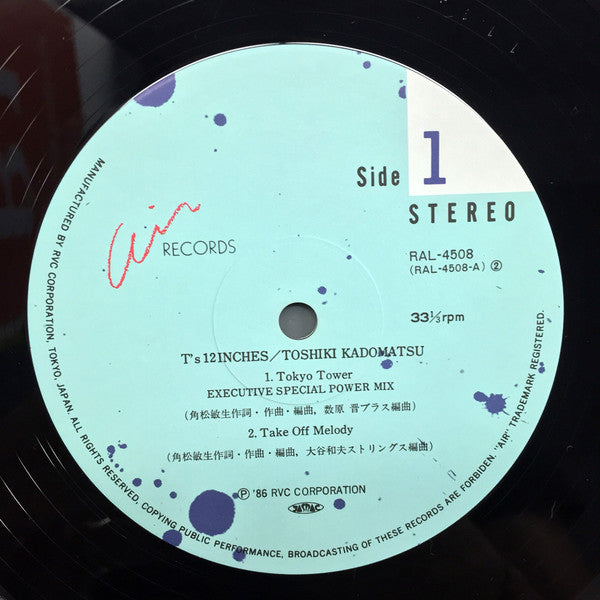 Side 1
STEREO
Air RECORDS
RAL-4508
(RAL-4508-A) ②
33⅓rpm
T's 12INCHES/TOSHIKI KADOMATSU
1. Tokyo Tower
EXECUTIVE SPECIAL POWER MIX
(角松敏生作詞・作曲・編曲, 数原 晋ブラス編曲)
2. Take Off Melody
(角松敏生作詞・作曲・編曲, 大谷和夫ストリングス編曲)
Ⓟ '86 RVC CORPORATION
JASRAC
MANUFACTURED BY RVC CORPORATION, TOKYO, JAPAN. ALL RIGHTS RESERVED, COPYING PUBLIC PERFORMANCE, BROADCASTING OF THESE RECORDS ARE FORBIDDEN. "AIR" TRADEMARK REGISTERED.